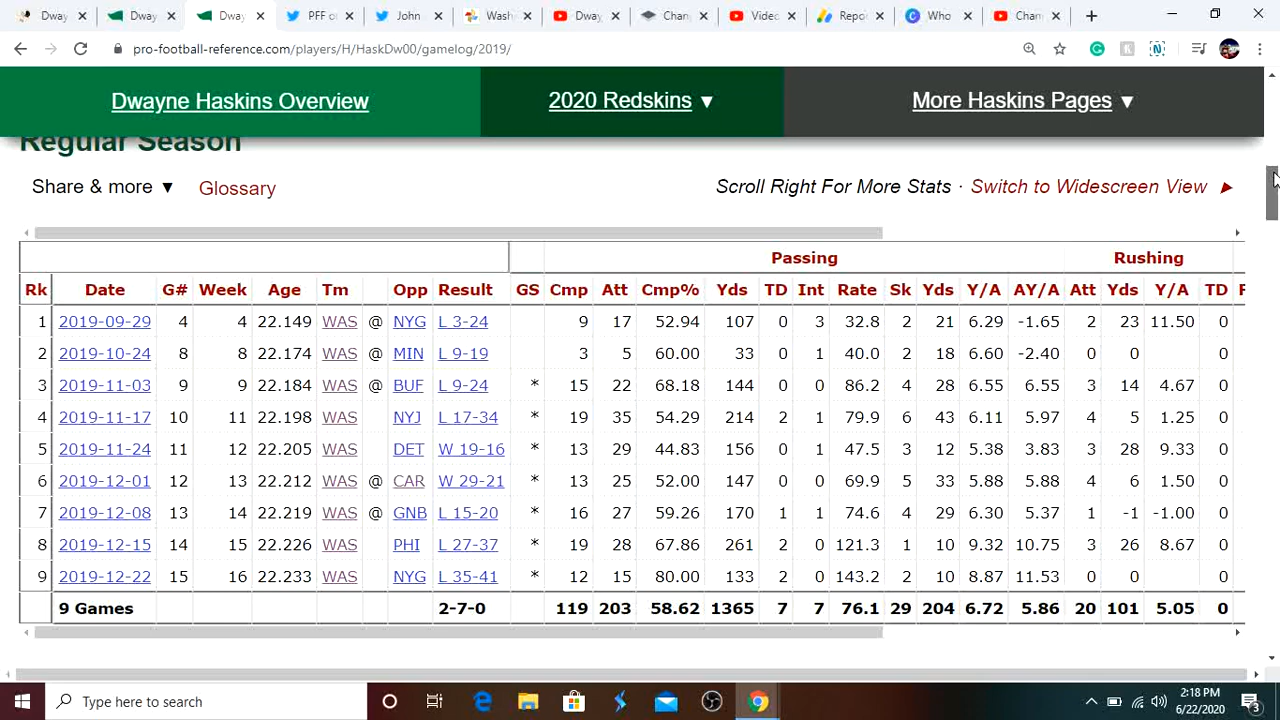 Dway
Dway
Dway
PFF or
John
Wash
Dway
Chang
Video
Repo
Who
Chan
pro-football-reference.com/players/H/HaskDw00/gamelog/2019/
Dwayne Haskins Overview 2020 Redskins ▼ More Haskins Pages ▼
Regular Season
Share & more ▼ Glossary Scroll Right For More Stats · Switch to Widescreen View ►
Passing Rushing
Rk Date G# Week Age Tm Opp Result GS Cmp Att Cmp% Yds TD Int Rate Sk Yds Y/A AY/A Att Yds Y/A TD
1 2019-09-29 4 4 22.149 WAS @ NYG L 3-24 9 17 52.94 107 0 3 32.8 2 21 6.29 -1.65 2 23 11.50 0
2 2019-10-24 8 8 22.174 WAS @ MIN L 9-19 3 5 60.00 33 0 1 40.0 2 18 6.60 -2.40 0 0 0
3 2019-11-03 9 9 22.184 WAS @ BUF L 9-24 * 15 22 68.18 144 0 0 86.2 4 28 6.55 6.55 3 14 4.67 0
4 2019-11-17 10 11 22.198 WAS NYJ L 17-34 * 19 35 54.29 214 2 1 79.9 6 43 6.11 5.97 4 5 1.25 0
5 2019-11-24 11 12 22.205 WAS DET W 19-16 * 13 29 44.83 156 0 1 47.5 3 12 5.38 3.83 3 28 9.33 0
6 2019-12-01 12 13 22.212 WAS @ CAR W 29-21 * 13 25 52.00 147 0 0 69.9 5 33 5.88 5.88 4 6 1.50 0
7 2019-12-08 13 14 22.219 WAS @ GNB L 15-20 * 16 27 59.26 170 1 1 74.6 4 29 6.30 5.37 1 -1 -1.00 0
8 2019-12-15 14 15 22.226 WAS PHI L 27-37 * 19 28 67.86 261 2 0 121.3 1 10 9.32 10.75 3 26 8.67 0
9 2019-12-22 15 16 22.233 WAS NYG L 35-41 * 12 15 80.00 133 2 0 143.2 2 10 8.87 11.53 0 0 0
9 Games 2-7-0 119 203 58.62 1365 7 7 76.1 29 204 6.72 5.86 20 101 5.05 0
Type here to search
2:18 PM
6/22/2020
3